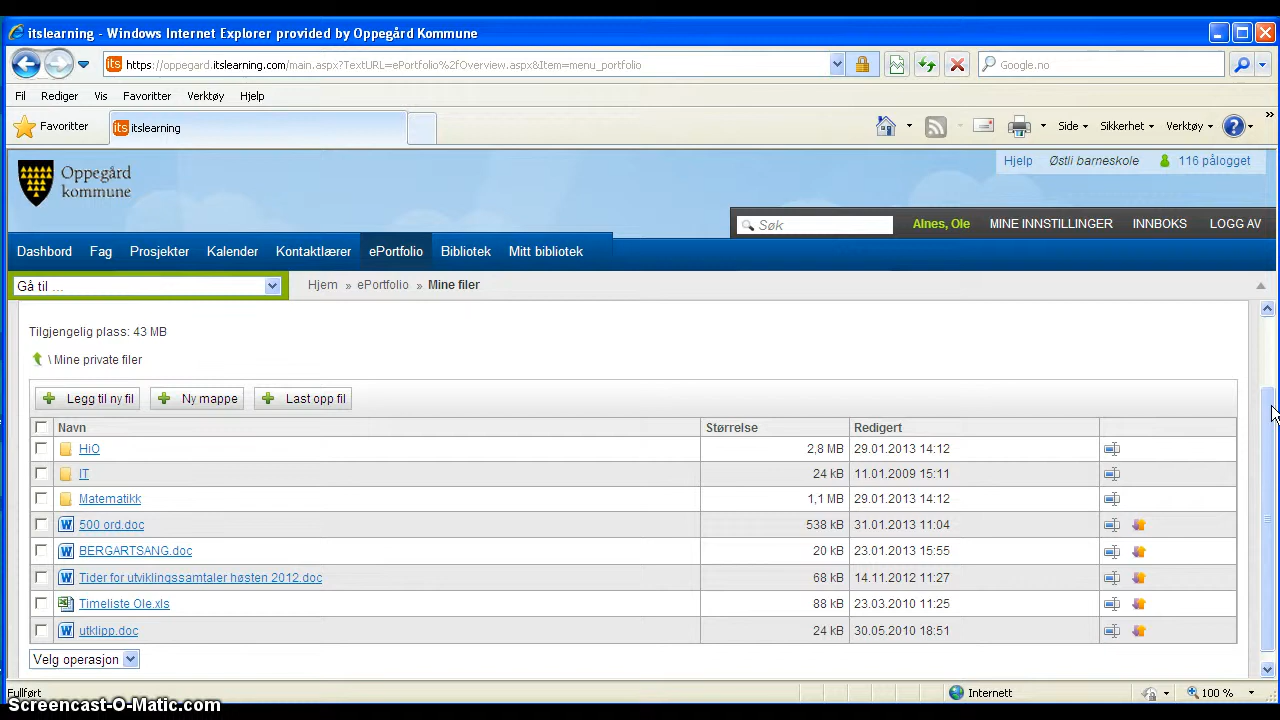 itslearning - Windows Internet Explorer provided by Oppegård Kommune
https://oppegard.itslearning.com/main.aspx?TextURL=ePortfolio%2fOverview.aspx&Item=menu_portfolio
Google.no
Fil Rediger Vis Favoritter Verktøy Hjelp
Favoritter its itslearning Side Sikkerhet Verktøy
Oppegård
kommune
Hjelp Østli barneskole 116 pålogget
Søk Alnes, Ole MINE INNSTILLINGER INNBOKS LOGG AV
Dashbord Fag Prosjekter Kalender Kontaktlærer ePortfolio Bibliotek Mitt bibliotek
Gå til ... Hjem » ePortfolio » Mine filer
Tilgjengelig plass: 43 MB
\ Mine private filer
Legg til ny fil Ny mappe Last opp fil
Navn Størrelse Redigert
HiO 2,8 MB 29.01.2013 14:12
IT 24 kB 11.01.2009 15:11
Matematikk 1,1 MB 29.01.2013 14:12
500 ord.doc 538 kB 31.01.2013 11:04
BERGARTSANG.doc 20 kB 23.01.2013 15:55
Tider for utviklingssamtaler høsten 2012.doc 68 kB 14.11.2012 11:27
Timeliste Ole.xls 88 kB 23.03.2010 11:25
utklipp.doc 24 kB 30.05.2010 18:51
Velg operasjon
Fullført Internett 100 %
Screencast-O-Matic.com